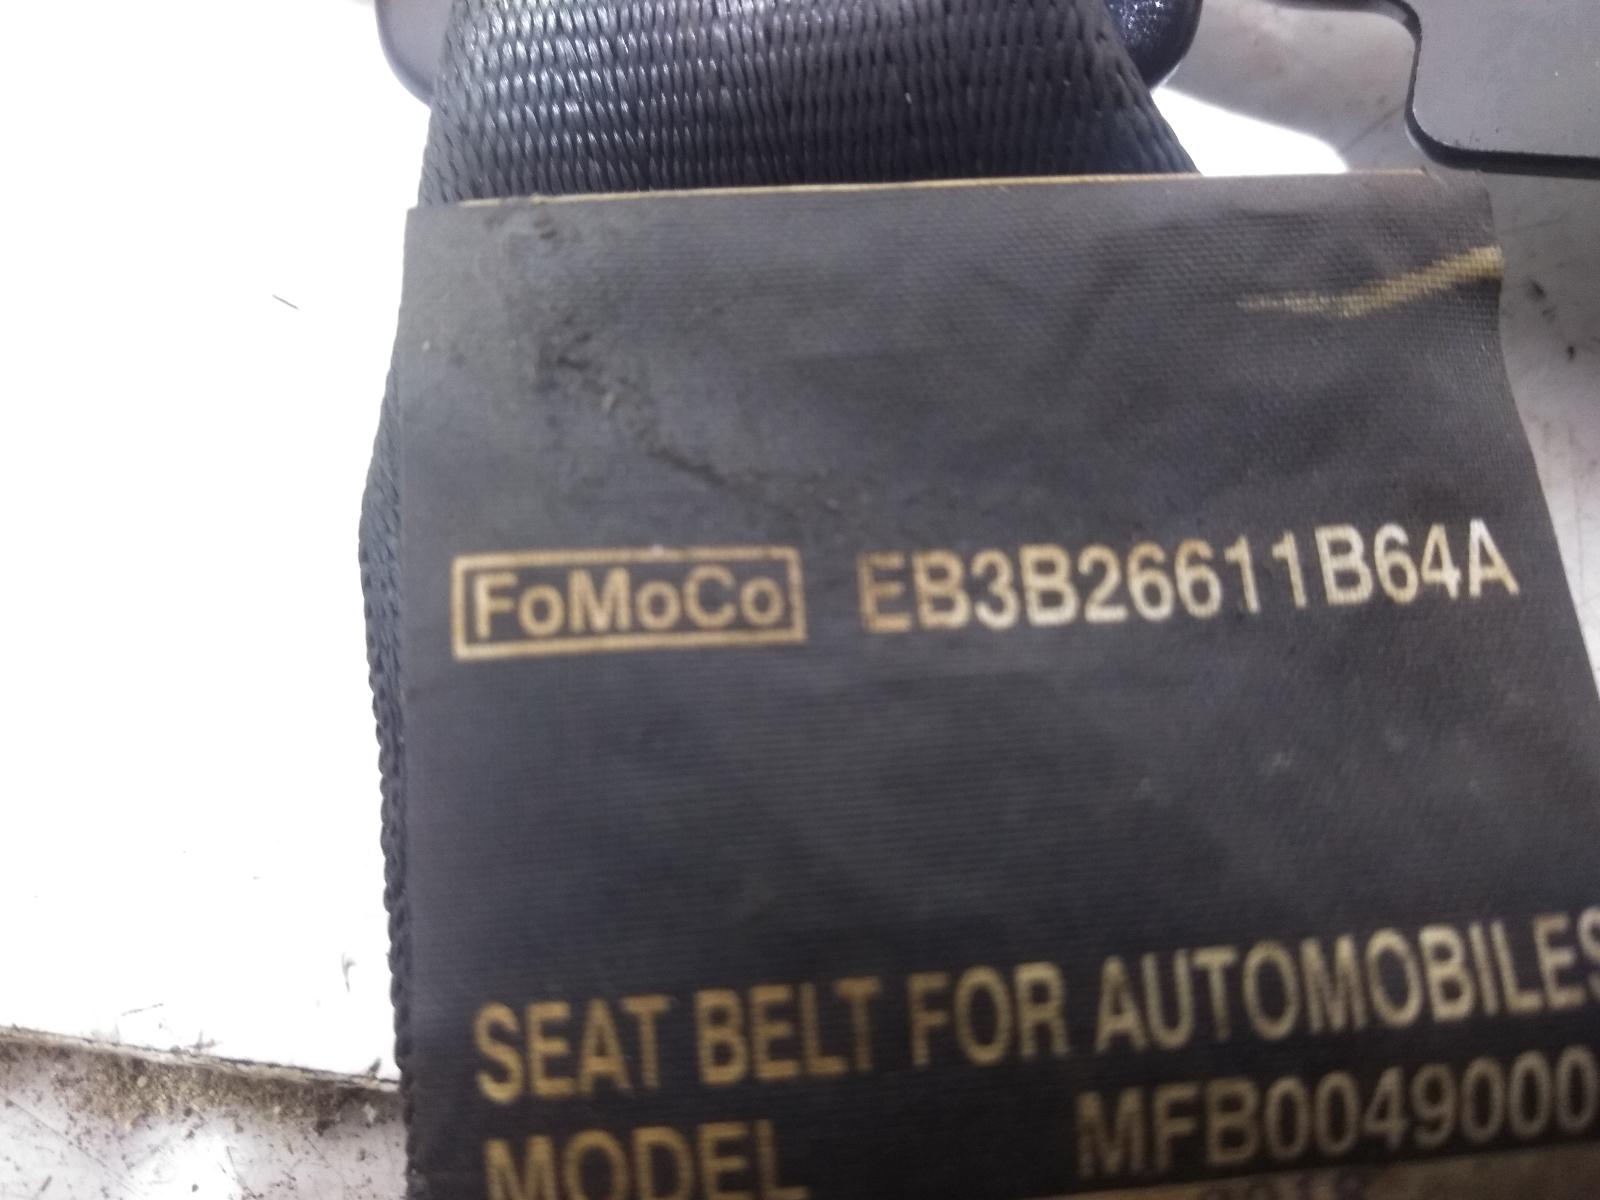 FoMoCo EB3B26611B64A
SEAT BELT FOR AUTOMOBILES
MODEL MFB0049000